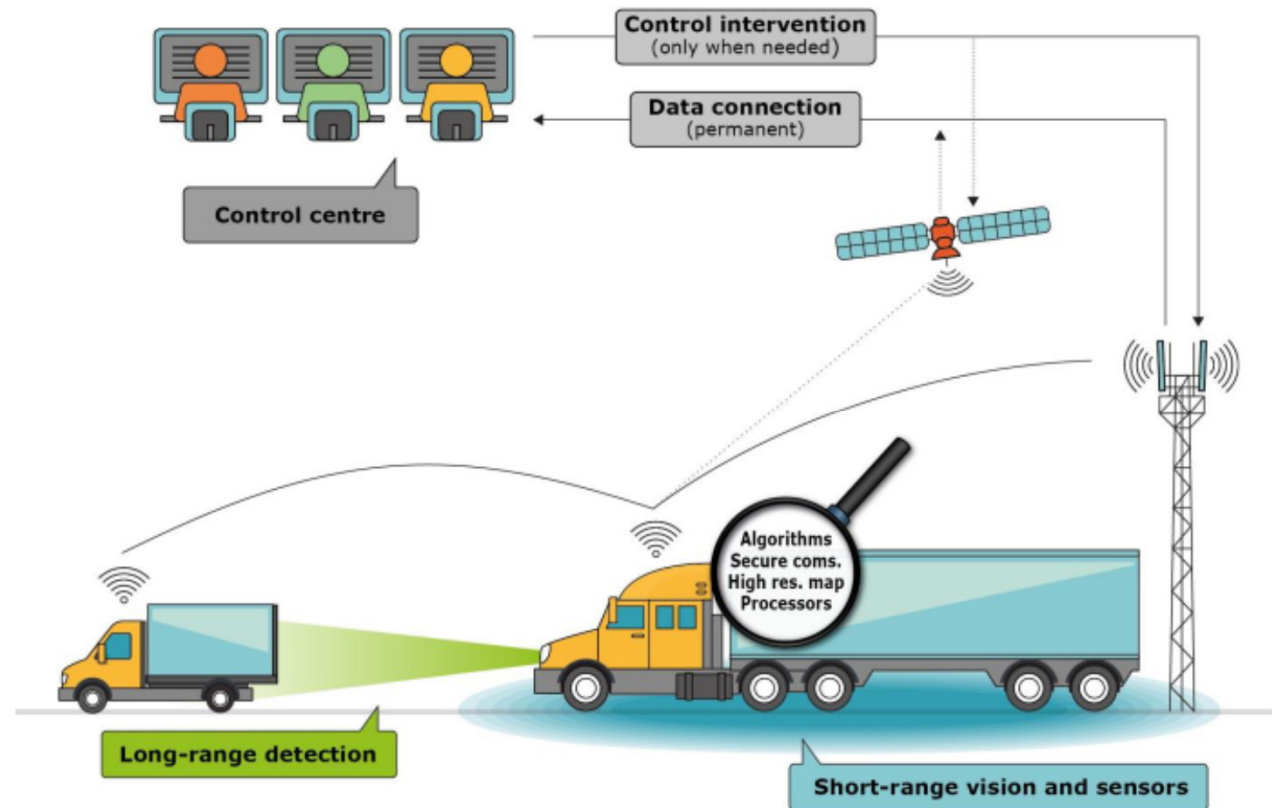 Control intervention
(only when needed)
Data connection
(permanent)
Control centre
Algorithms
Secure coms.
High res. map
Processors
Long-range detection
Short-range vision and sensors